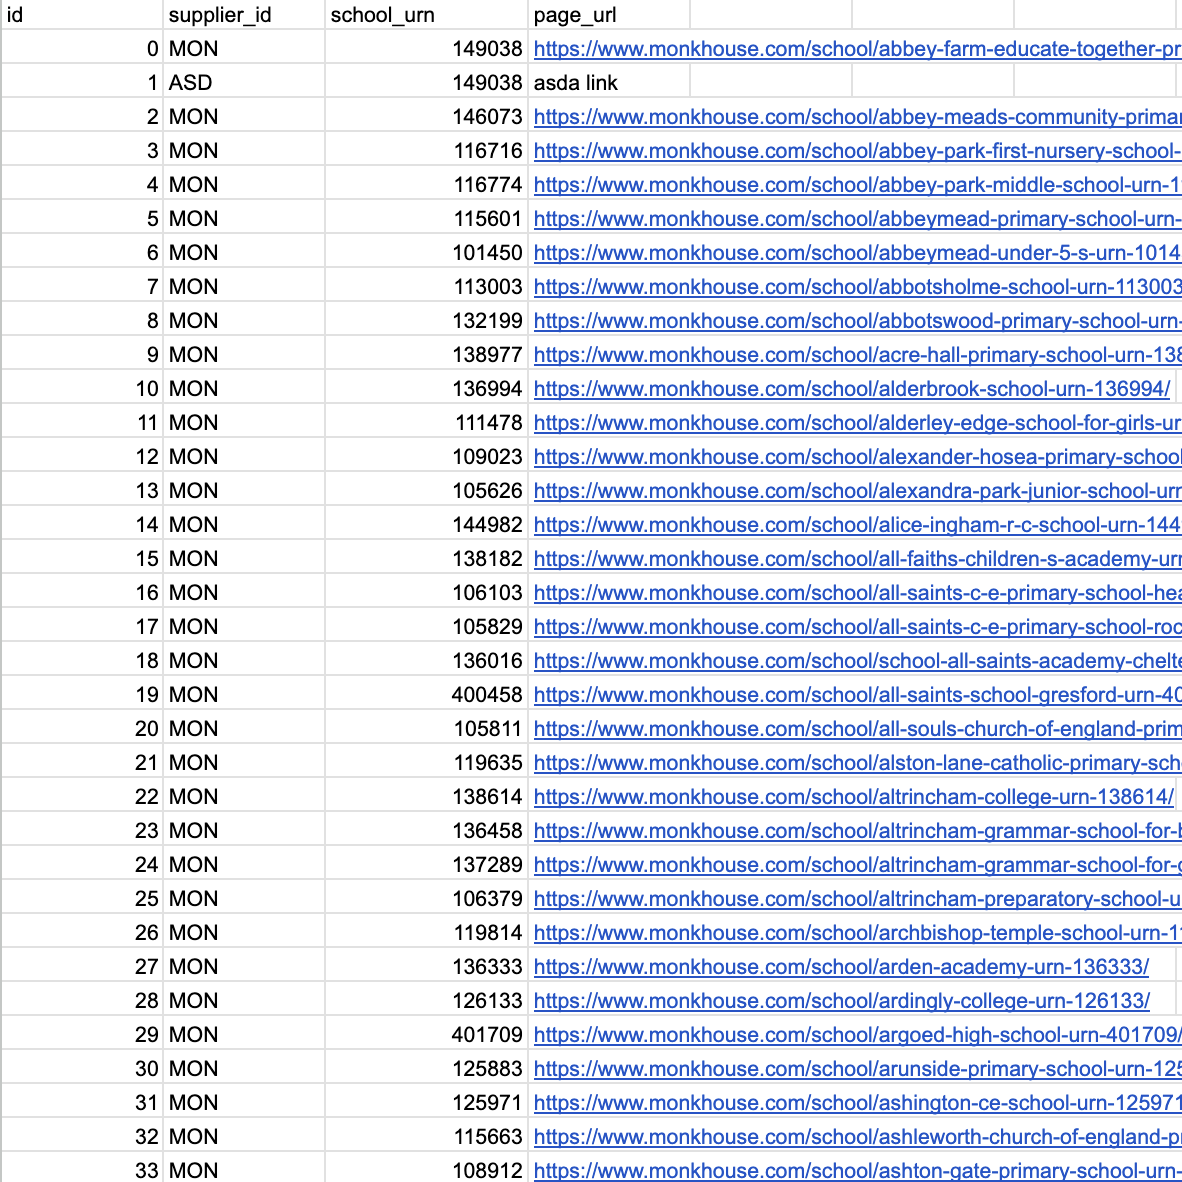 id supplier_id school_urn page_url
0 MON 149038 https://www.monkhouse.com/school/abbey-farm-educate-together-pr
1 ASD 149038 asda link
2 MON 146073 https://www.monkhouse.com/school/abbey-meads-community-primar
3 MON 116716 https://www.monkhouse.com/school/abbey-park-first-nursery-school-
4 MON 116774 https://www.monkhouse.com/school/abbey-park-middle-school-urn-1
5 MON 115601 https://www.monkhouse.com/school/abbeymead-primary-school-urn-
6 MON 101450 https://www.monkhouse.com/school/abbeymead-under-5-s-urn-1014
7 MON 113003 https://www.monkhouse.com/school/abbotsholme-school-urn-113003
8 MON 132199 https://www.monkhouse.com/school/abbotswood-primary-school-urn-
9 MON 138977 https://www.monkhouse.com/school/acre-hall-primary-school-urn-138
10 MON 136994 https://www.monkhouse.com/school/alderbrook-school-urn-136994/
11 MON 111478 https://www.monkhouse.com/school/alderley-edge-school-for-girls-ur
12 MON 109023 https://www.monkhouse.com/school/alexander-hosea-primary-school
13 MON 105626 https://www.monkhouse.com/school/alexandra-park-junior-school-urn
14 MON 144982 https://www.monkhouse.com/school/alice-ingham-r-c-school-urn-144
15 MON 138182 https://www.monkhouse.com/school/all-faiths-children-s-academy-urn
16 MON 106103 https://www.monkhouse.com/school/all-saints-c-e-primary-school-hea
17 MON 105829 https://www.monkhouse.com/school/all-saints-c-e-primary-school-roc
18 MON 136016 https://www.monkhouse.com/school/school-all-saints-academy-chelte
19 MON 400458 https://www.monkhouse.com/school/all-saints-school-gresford-urn-40
20 MON 105811 https://www.monkhouse.com/school/all-souls-church-of-england-prim
21 MON 119635 https://www.monkhouse.com/school/alston-lane-catholic-primary-sch
22 MON 138614 https://www.monkhouse.com/school/altrincham-college-urn-138614/
23 MON 136458 https://www.monkhouse.com/school/altrincham-grammar-school-for-b
24 MON 137289 https://www.monkhouse.com/school/altrincham-grammar-school-for-g
25 MON 106379 https://www.monkhouse.com/school/altrincham-preparatory-school-u
26 MON 119814 https://www.monkhouse.com/school/archbishop-temple-school-urn-11
27 MON 136333 https://www.monkhouse.com/school/arden-academy-urn-136333/
28 MON 126133 https://www.monkhouse.com/school/ardingly-college-urn-126133/
29 MON 401709 https://www.monkhouse.com/school/argoed-high-school-urn-401709/
30 MON 125883 https://www.monkhouse.com/school/arunside-primary-school-urn-125
31 MON 125971 https://www.monkhouse.com/school/ashington-ce-school-urn-125971
32 MON 115663 https://www.monkhouse.com/school/ashleworth-church-of-england-pr
33 MON 108912 https://www.monkhouse.com/school/ashton-gate-primary-school-urn-